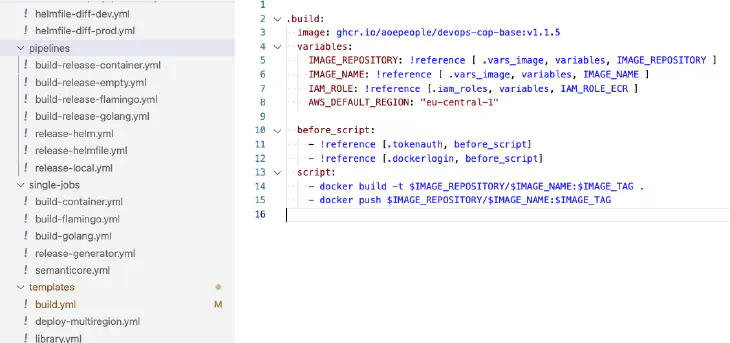 helmfile-diff-dev.yml
helmfile-diff-prod.yml
pipelines
build-release-container.yml
build-release-empty.yml
build-release-flamingo.yml
build-release-golang.yml
release-helm.yml
release-helmfile.yml
release-local.yml
single-jobs
build-container.yml
build-flamingo.yml
build-golang.yml
release-generator.yml
semanticore.yml
templates
build.yml M
deploy-multiregion.yml
library.yml
1
2 .build:
3 image: ghcr.io/aoepeople/devops-cop-base:v1.1.5
4 variables:
5 IMAGE_REPOSITORY: !reference [ .vars_image, variables, IMAGE_REPOSITORY ]
6 IMAGE_NAME: !reference [ .vars_image, variables, IMAGE_NAME ]
7 IAM_ROLE: !reference [.iam_roles, variables, IAM_ROLE_ECR ]
8 AWS_DEFAULT_REGION: "eu-central-1"
9
10 before_script:
11 - !reference [.tokenauth, before_script]
12 - !reference [.dockerlogin, before_script]
13 script:
14 - docker build -t $IMAGE_REPOSITORY/$IMAGE_NAME:$IMAGE_TAG .
15 - docker push $IMAGE_REPOSITORY/$IMAGE_NAME:$IMAGE_TAG
16